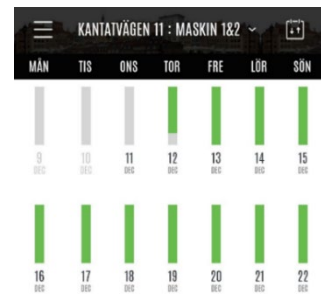 KANTATVÄGEN 11 : MASKIN 1&2
MÅN TIS ONS TOR FRE LÖR SÖN
9 10 11 12 13 14 15
DEC DEC DEC DEC DEC DEC DEC
16 17 18 19 20 21 22
DEC DEC DEC DEC DEC DEC DEC